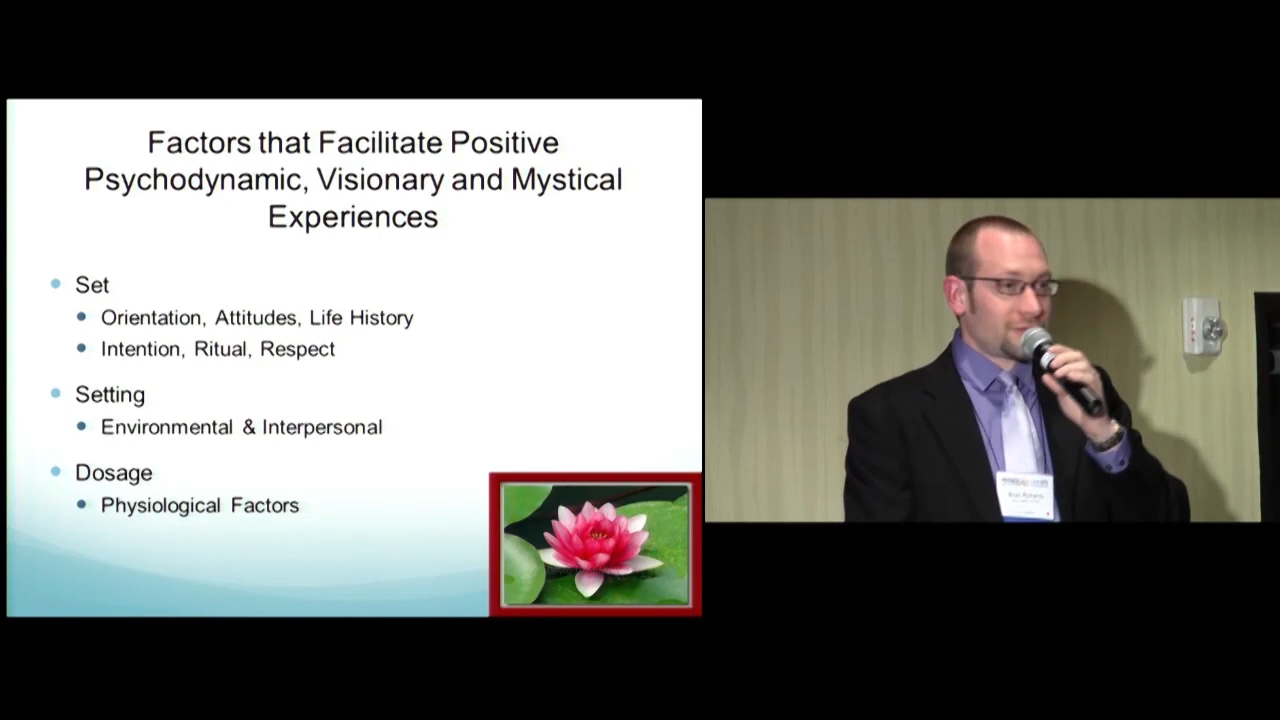 Factors that Facilitate Positive
Psychodynamic, Visionary and Mystical
Experiences
Set
Orientation, Attitudes, Life History
Intention, Ritual, Respect
Setting
Environmental & Interpersonal
Dosage
Physiological Factors